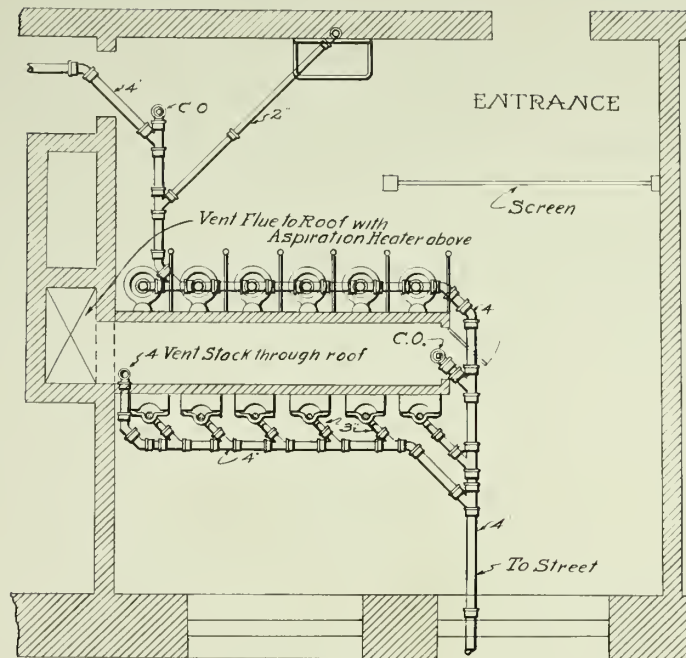 4"
C.O
2"
ENTRANCE
Screen
Vent Flue to Roof with
Aspiration Heater above
4
C.O.
4 Vent Stack through roof
3"
4"
4
To Street